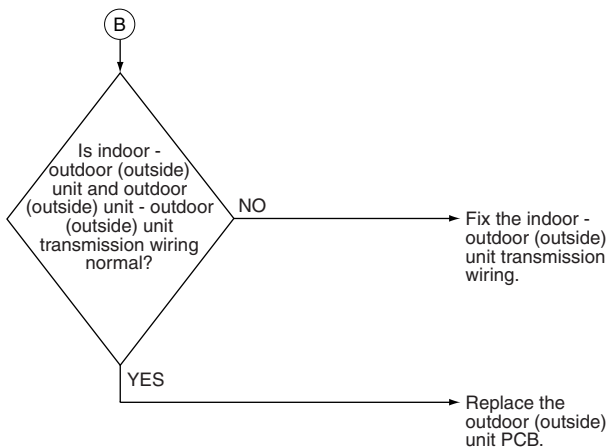 B
Is indoor -
outdoor (outside)
unit and outdoor
(outside) unit - outdoor
(outside) unit
transmission wiring
normal?
NO
Fix the indoor -
outdoor (outside)
unit transmission
wiring.
YES
Replace the
outdoor (outside)
unit PCB.